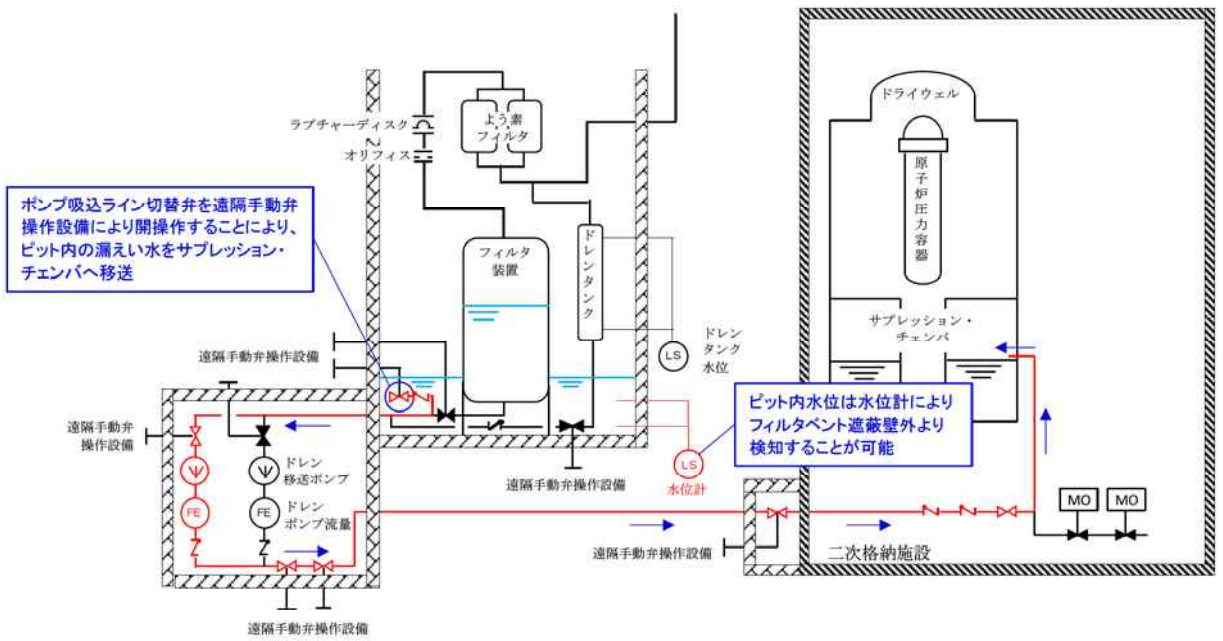 ドライウェル
原子炉圧力容器
ラプチャーディスク
よう素
フィルタ
オリフィス
ポンプ吸込ライン切替弁を遠隔手動弁
操作設備により開操作することにより、
ピット内の漏えい水をサプレッション・
チェンバへ移送
フィルタ
装置
ドレンタンク
サプレッション・
チェンバ
ドレン
タンク
水位
LS
遠隔手動弁操作設備
ピット内水位は水位計により
フィルタベント遮蔽壁外より
検知することが可能
遠隔手動弁
操作設備
ドレン
移送ポンプ
LS
水位計
遠隔手動弁操作設備
FE
FE
ドレン
ポンプ流量
MO
MO
遠隔手動弁操作設備
二次格納施設
遠隔手動弁操作設備